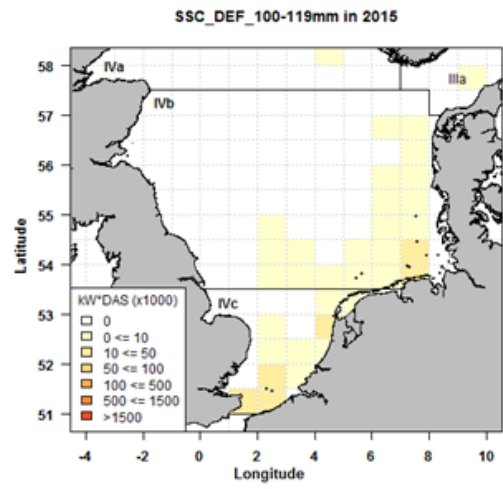 SSC_DEF_100-119mm in 2015
58
57
56
55
54
53
52
51
Latitude
IVa
IVb
IIIa
IVc
kW*DAS (x1000)
0
0 <= 10
10 <= 50
50 <= 100
100 <= 500
500 <= 1500
>1500
-4 -2 0 2 4 6 8 10
Longitude